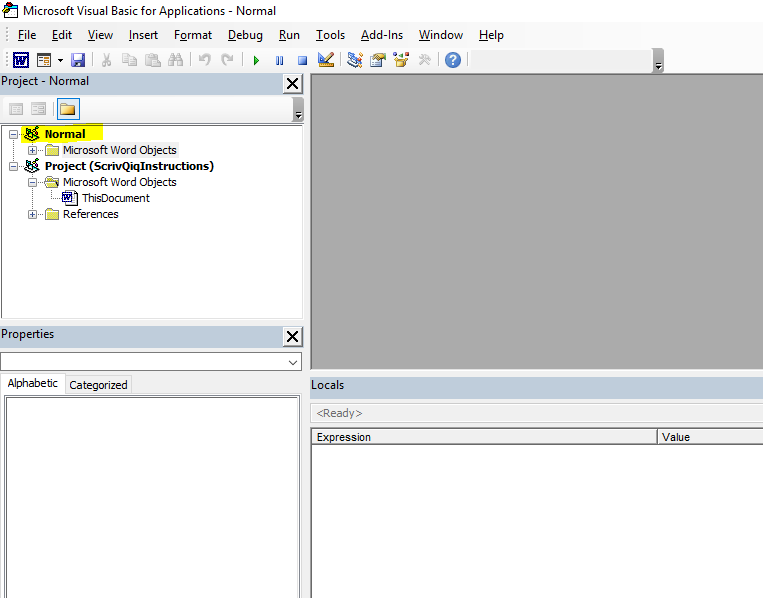 Microsoft Visual Basic for Applications - Normal
File Edit View Insert Format Debug Run Tools Add-Ins Window Help
Project - Normal
Normal
Microsoft Word Objects
Project (ScrivQiqInstructions)
Microsoft Word Objects
ThisDocument
References
Properties
Alphabetic Categorized
Locals
<Ready>
Expression Value